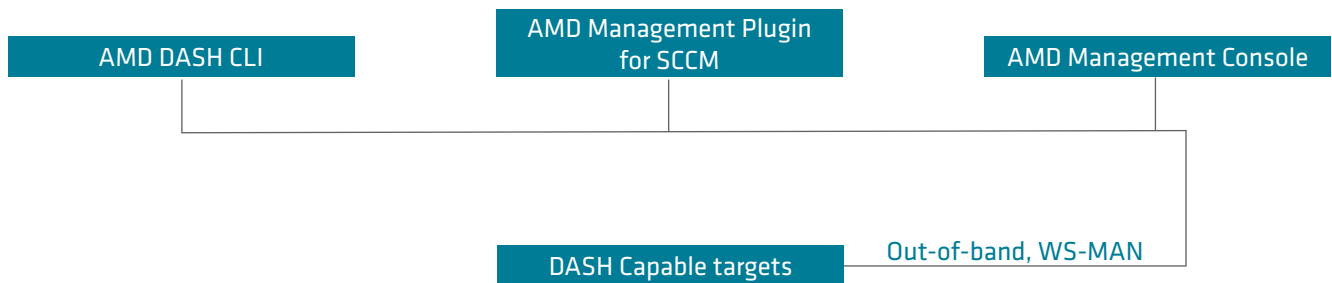 AMD DASH CLI
AMD Management Plugin
for SCCM
AMD Management Console
DASH Capable targets
Out-of-band, WS-MAN